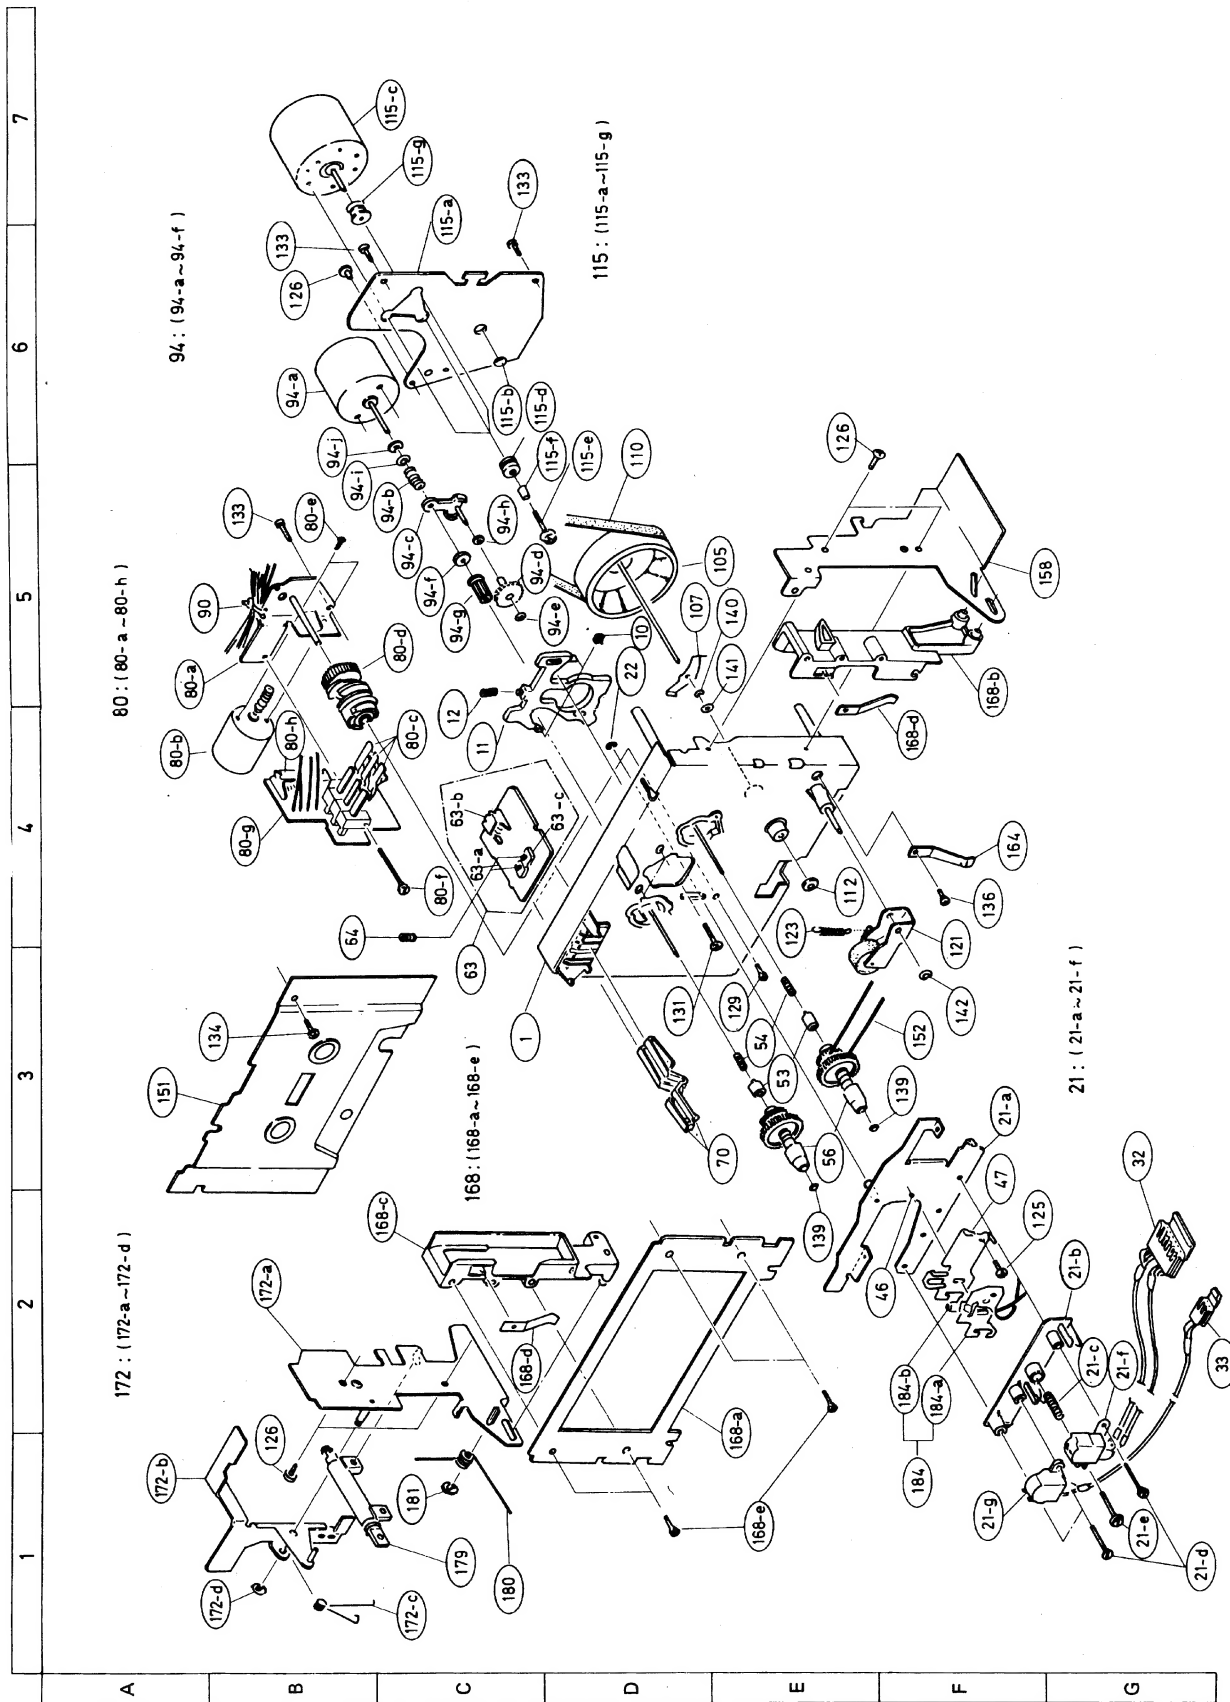 1
2
3
4
5
6
7
A
B
C
D
E
F
G
172 : (172-a~172-d)
80 : (80-a~80-h)
94 : (94-a~94-f)
168 : (168-a~168-e)
115 : (115-a~115-g)
21 : (21-a~21-f)
172-b
172-d
172-c
126
172-a
179
181
180
151
134
168-c
168-d
168-a
168-e
80-b
80-a
90
133
80-e
80-d
80-h
80-c
80-g
80-f
64
63-b
63-a
63-c
63
94-a
94-j
94-i
94-b
94-c
94-h
94-f
94-g
94-d
94-e
126
133
115-c
115-g
115-a
133
115-b
115-d
115-f
115-e
110
105
12
11
10
22
107
140
141
1
70
131
129
54
53
56
139
139
152
112
123
121
142
136
164
126
158
168-b
168-d
46
21-a
47
125
21-b
21-c
21-f
184-b
184-a
184
21-g
21-e
21-d
32
33